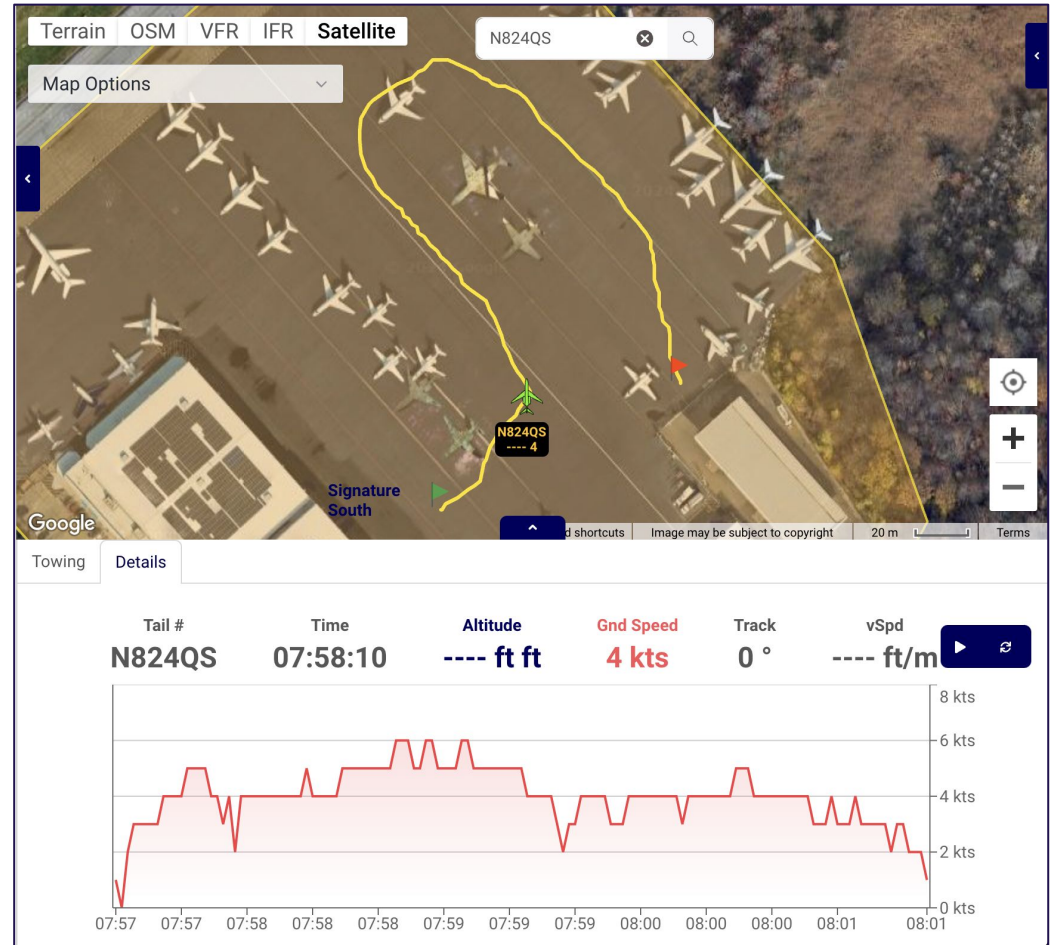 Terrain OSM VFR IFR Satellite
N824QS
Map Options
N824QS
---- 4
Signature
South
Google
d shortcuts
Image may be subject to copyright
20 m
Terms
Towing
Details
Tail #
Time
Altitude
Gnd Speed
Track
vSpd
N824QS
07:58:10
---- ft ft
4 kts
0 °
---- ft/m
8 kts
6 kts
4 kts
2 kts
0 kts
07:57 07:57 07:58 07:58 07:58 07:59 07:59 07:59 08:00 08:00 08:00 08:01 08:01